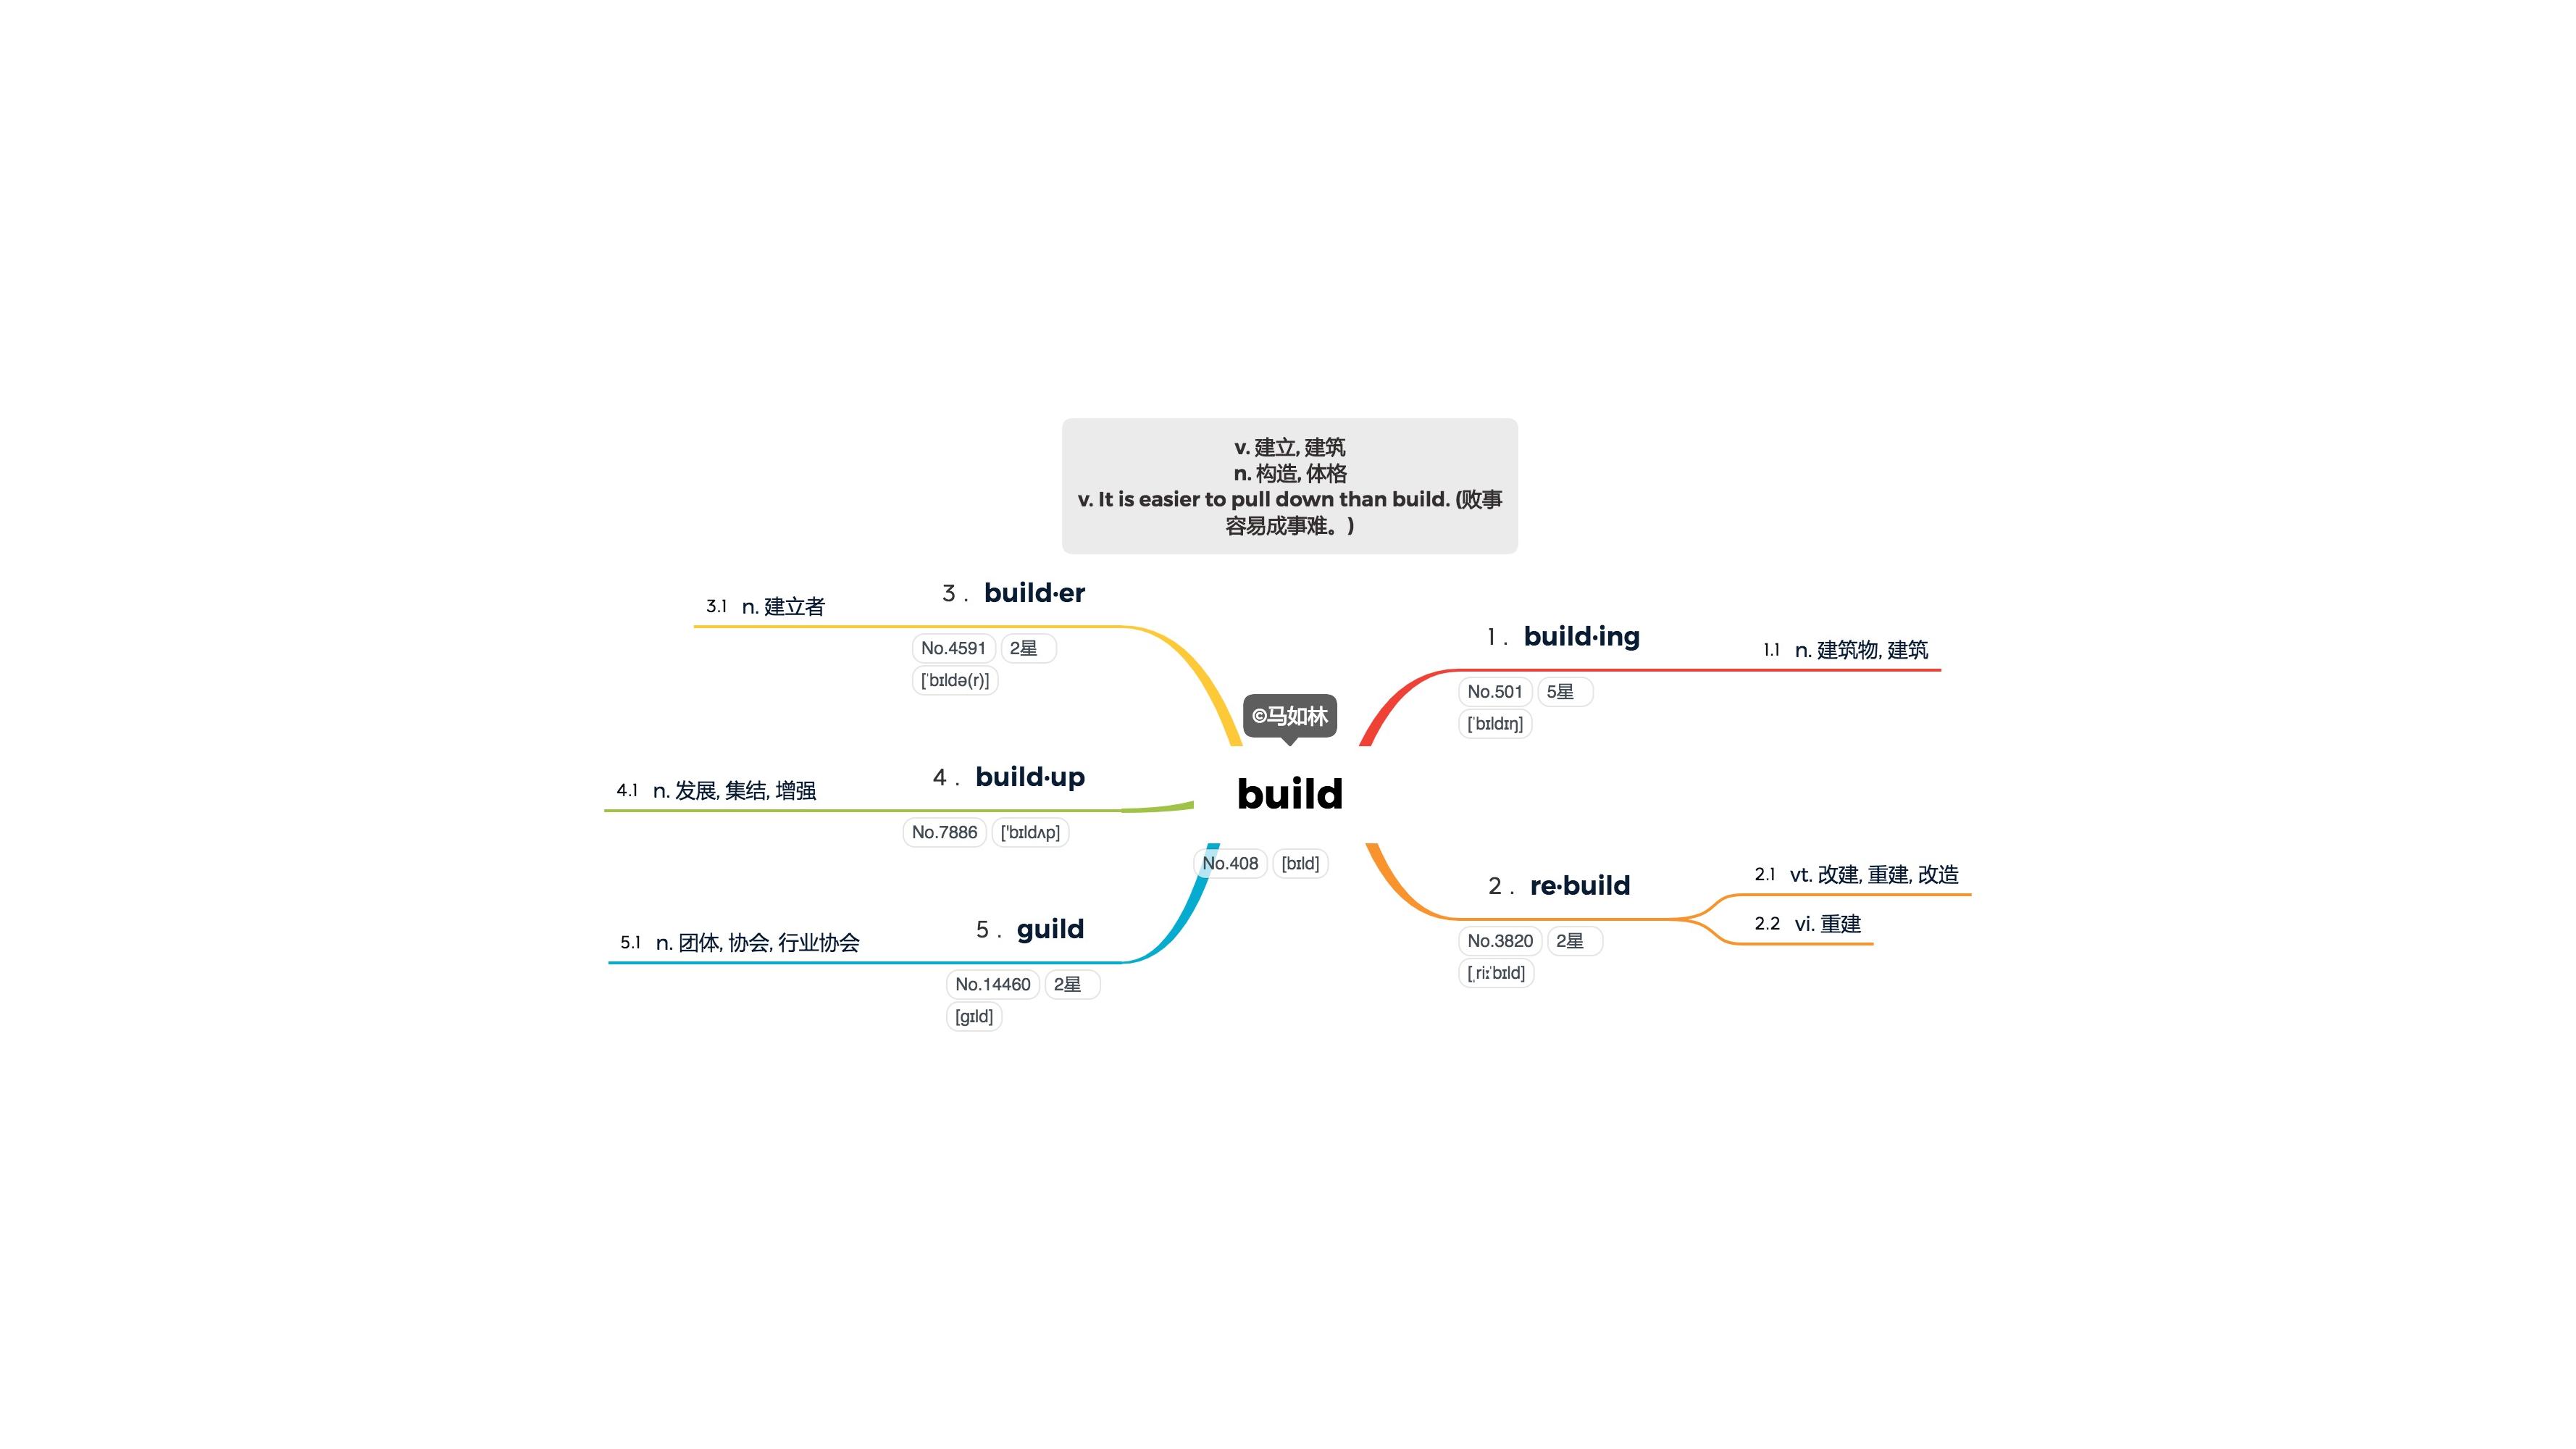 v. 建立, 建筑
n. 构造, 体格
v. It is easier to pull down than build. (败事
容易成事难。)
©马如林
build
No.408 [bɪld]
1 . build·ing
No.501 5星
[ˈbɪldɪŋ]
1.1 n. 建筑物, 建筑
2 . re·build
No.3820 2星
[ˌriːˈbɪld]
2.1 vt. 改建, 重建, 改造
2.2 vi. 重建
3 . build·er
No.4591 2星
[ˈbɪldə(r)]
3.1 n. 建立者
4 . build·up
No.7886 ['bɪldʌp]
4.1 n. 发展, 集结, 增强
5 . guild
No.14460 2星
[gɪld]
5.1 n. 团体, 协会, 行业协会